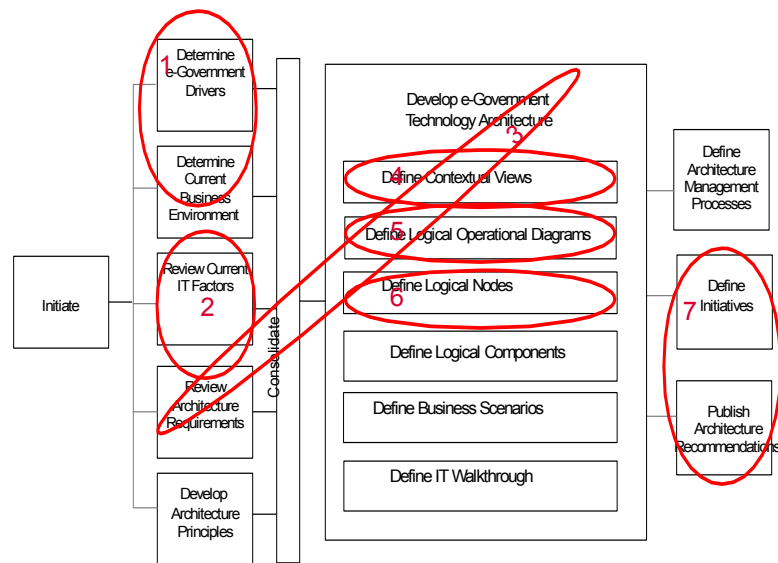 Initiate
1
Determine
e-Government
Drivers
Determine
Current
Business
Environment
Review Current
IT Factors
2
Review
Architecture
Requirements
Develop
Architecture
Principles
Consolidate
Develop e-Government
Technology Architecture
3
4
Define Contextual Views
5
Define Logical Operational Diagrams
Define Logical Nodes
6
Define Logical Components
Define Business Scenarios
Define IT Walkthrough
Define
Architecture
Management
Processes
Define
Initiatives
7
Publish
Architecture
Recommendations